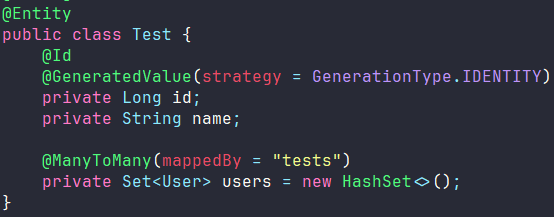 @Entity
public class Test {
    @Id
    @GeneratedValue(strategy = GenerationType.IDENTITY)
    private Long id;
    private String name;

    @ManyToMany(mappedBy = "tests")
    private Set<User> users = new HashSet<>();
}